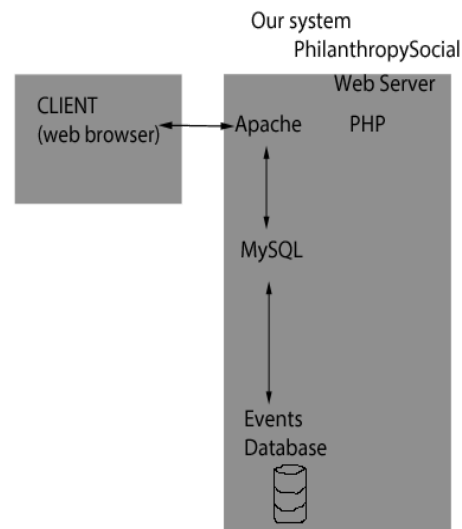 Our system
PhilanthropySocial
Web Server
CLIENT
(web browser)
Apache PHP
MySQL
Events
Database